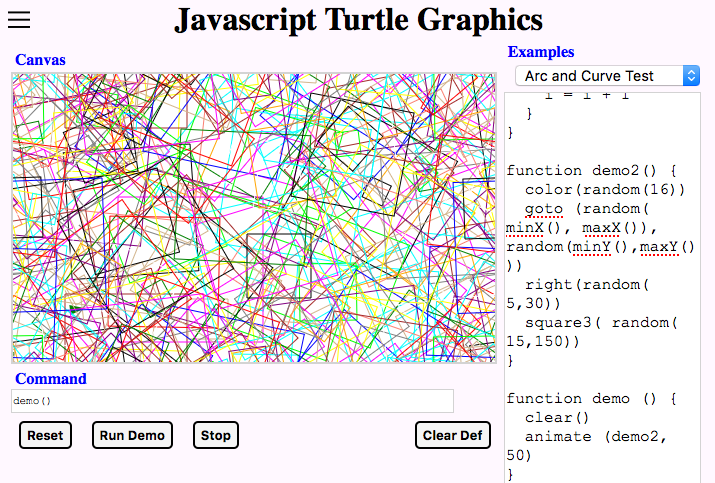 Javascript Turtle Graphics
Canvas
Examples
Arc and Curve Test
i = i + 1
}
}
function demo2() {
color(random(16))
goto (random(
minX(), maxX()),
random(minY(),maxY()
))
right(random(
5,30))
square3( random(
15,150))
}
function demo () {
clear()
animate (demo2,
50)
}
Command
demo()
Reset
Run Demo
Stop
Clear Def